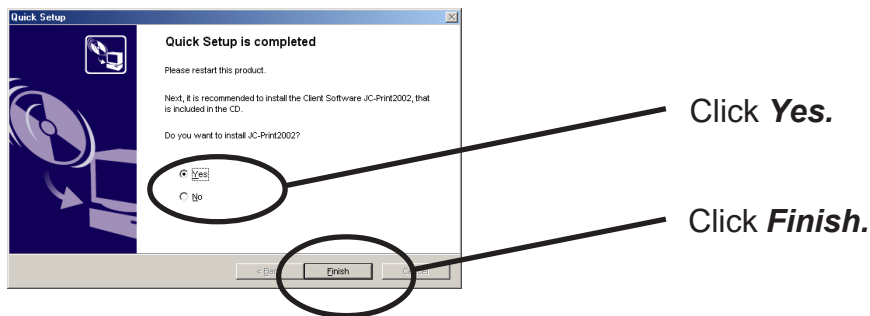 Quick Setup
Quick Setup is completed
Please restart this product.
Next, it is recommended to install the Client Software JC-Print2002, that
is included in the CD.
Do you want to install JC-Print2002?
Yes
No
Click Yes.
Click Finish.
< Back
Finish
Cancel